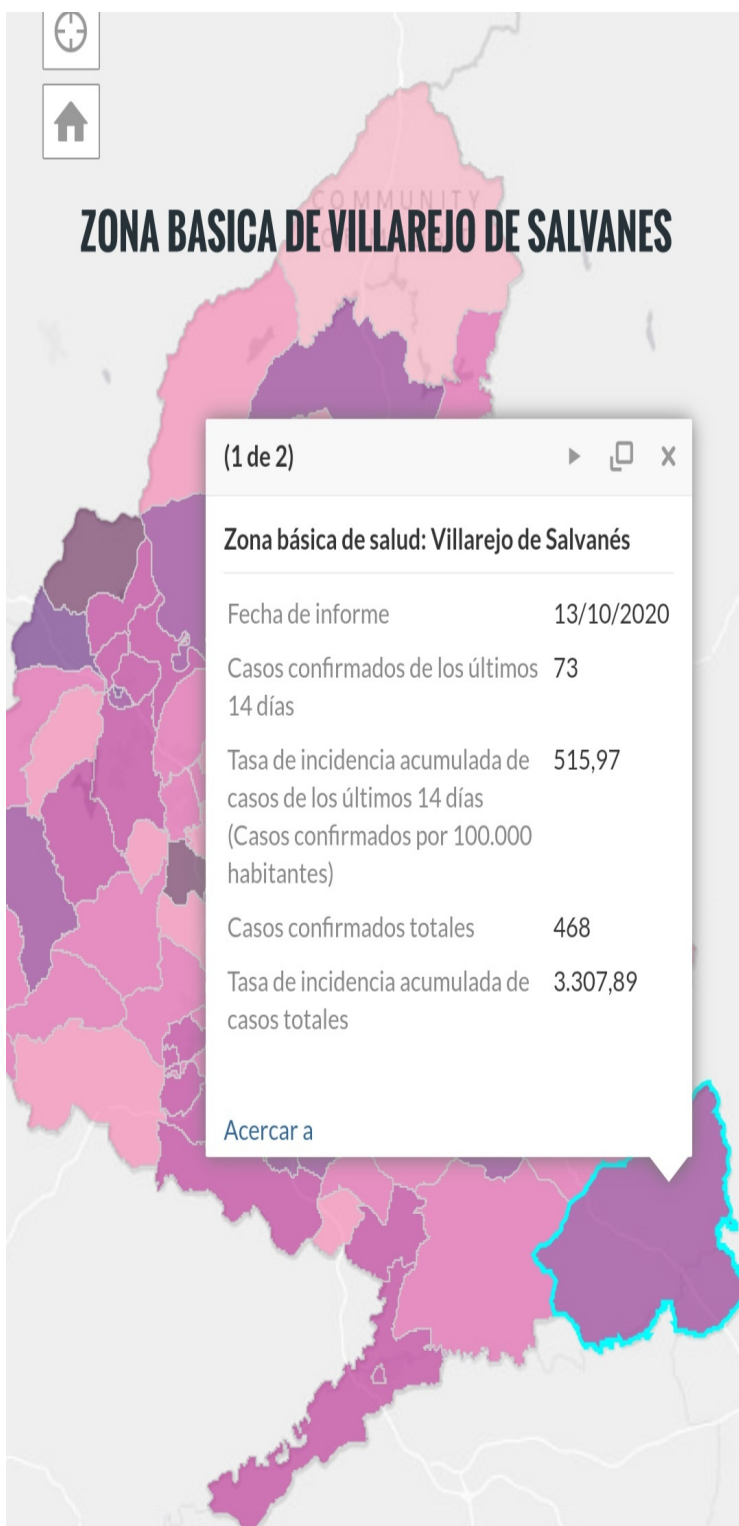 COMMUNITY
ZONA BASICA DE VILLAREJO DE SALVANES
(1 de 2)
Zona básica de salud: Villarejo de Salvanés
Fecha de informe 13/10/2020
Casos confirmados de los últimos 73
14 días
Tasa de incidencia acumulada de 515,97
casos de los últimos 14 días
(Casos confirmados por 100.000
habitantes)
Casos confirmados totales 468
Tasa de incidencia acumulada de 3.307,89
casos totales
Acercar a